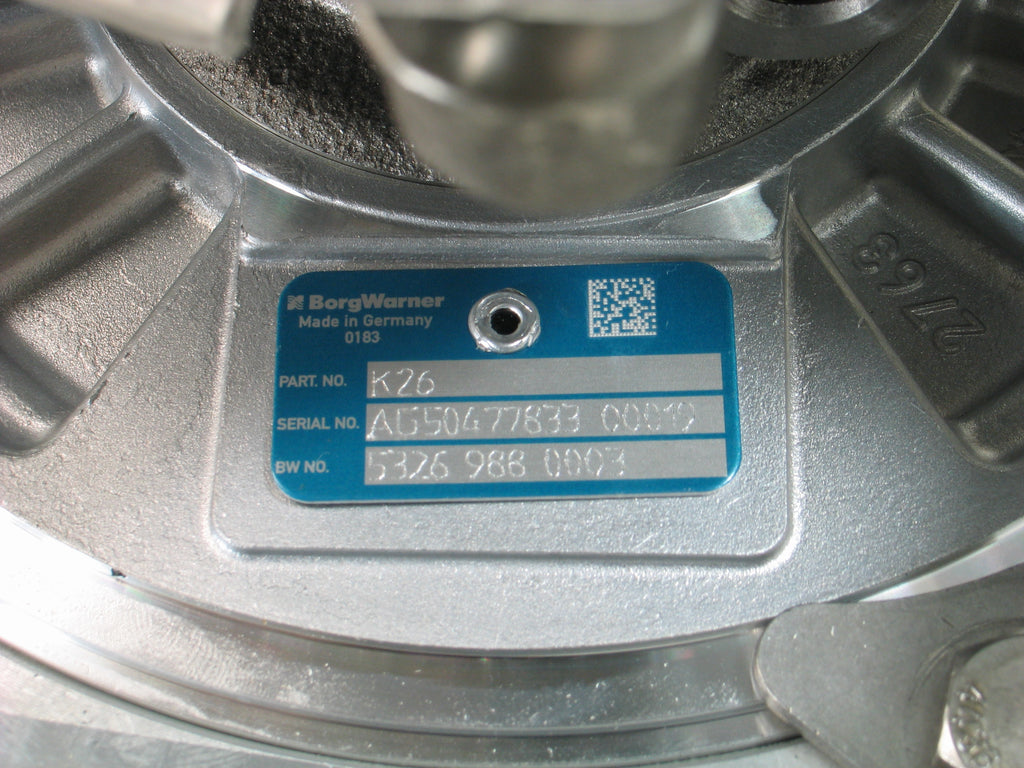 BorgWarner
Made in Germany
0183
PART. NO. K26
SERIAL NO. AG50477833 00019
BW NO. 5326 988 0003
2763